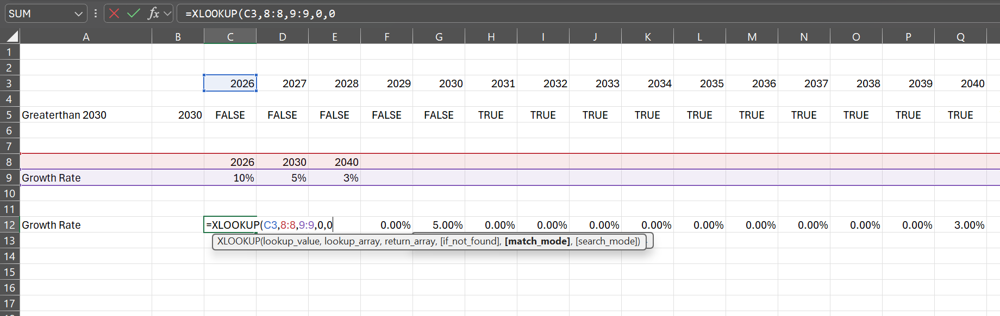 SUM fx =XLOOKUP(C3,8:8,9:9,0,0
A B C D E F G H I J K L M N O P Q
1
2
3 2026 2027 2028 2029 2030 2031 2032 2033 2034 2035 2036 2037 2038 2039 2040
4
5 Greaterthan 2030 2030 FALSE FALSE FALSE FALSE FALSE TRUE TRUE TRUE TRUE TRUE TRUE TRUE TRUE TRUE TRUE
6
7
8 2026 2030 2040
9 Growth Rate 10% 5% 3%
10
11
12 Growth Rate =XLOOKUP(C3,8:8,9:9,0,0 0.00% 5.00% 0.00% 0.00% 0.00% 0.00% 0.00% 0.00% 0.00% 0.00% 0.00% 3.00%
13 XLOOKUP(lookup_value, lookup_array, return_array, [if_not_found], [match_mode], [search_mode])
14
15
16
17